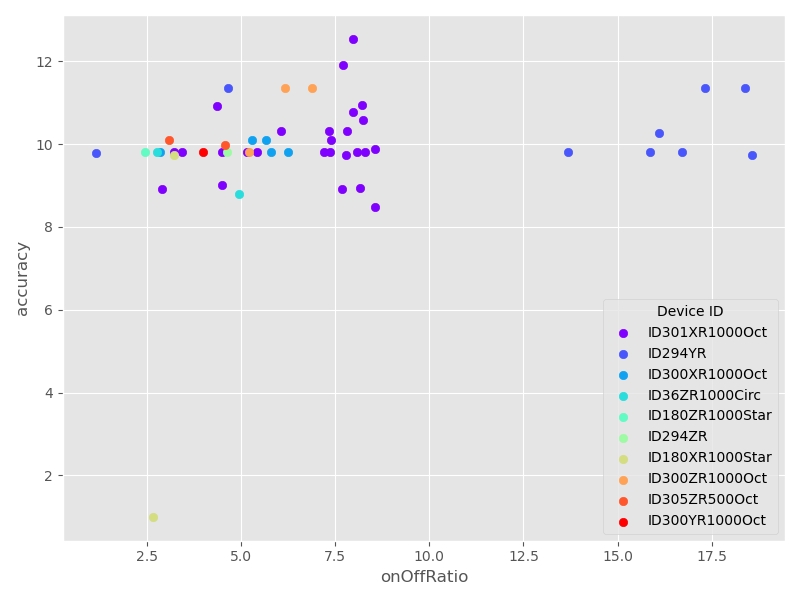 12
10
8
6
4
2
accuracy
2.5 5.0 7.5 10.0 12.5 15.0 17.5
onOffRatio
Device ID
ID301XR1000Oct
ID294YR
ID300XR1000Oct
ID36ZR1000Circ
ID180ZR1000Star
ID294ZR
ID180XR1000Star
ID300ZR1000Oct
ID305ZR500Oct
ID300YR1000Oct